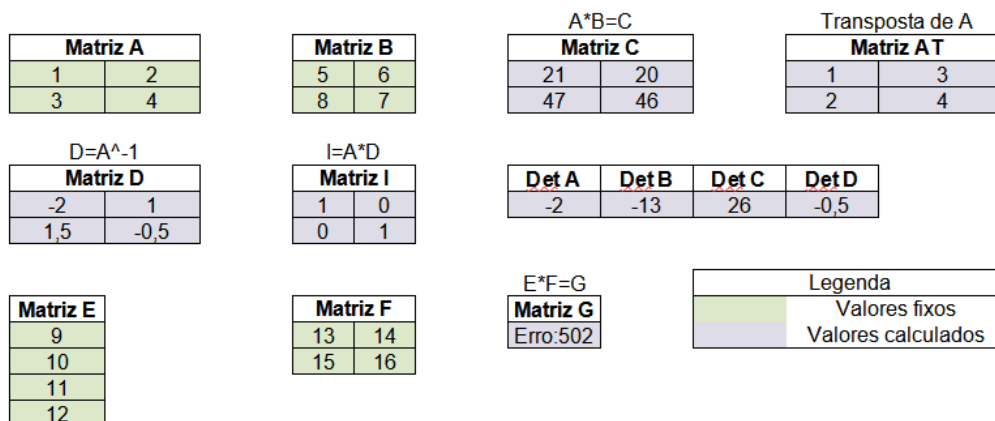 A*B=C Transposta de A
Matriz A Matriz B Matriz C Matriz AT
1 2 5 6 21 20 1 3
3 4 8 7 47 46 2 4
D=A^-1 I=A*D
Matriz D Matriz I Det A Det B Det C Det D
-2 1 1 0 -2 -13 26 -0,5
1,5 -0,5 0 1
E*F=G Legenda
Matriz E Matriz F Matriz G Valores fixos
9 13 14 Erro:502 Valores calculados
10 15 16
11
12